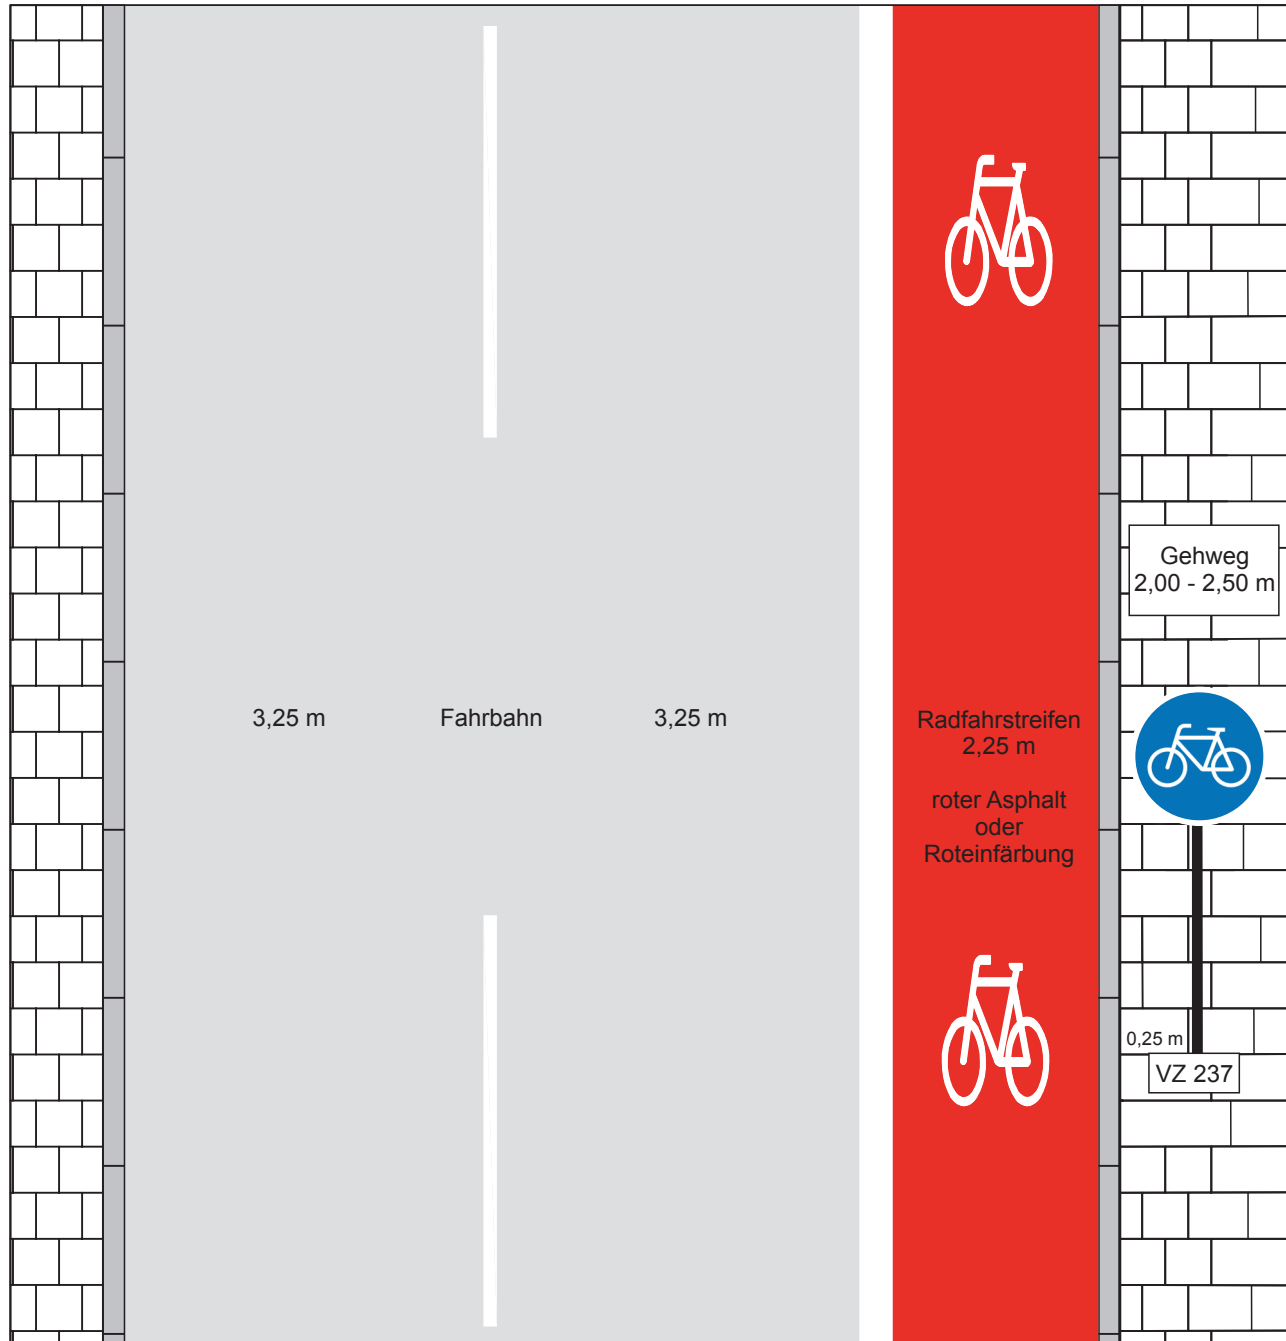 Gehweg
2,00 - 2,50 m
3,25 m
Fahrbahn
3,25 m
Radfahrstreifen
2,25 m
roter Asphalt
oder
Roteinfärbung
0,25 m
VZ 237